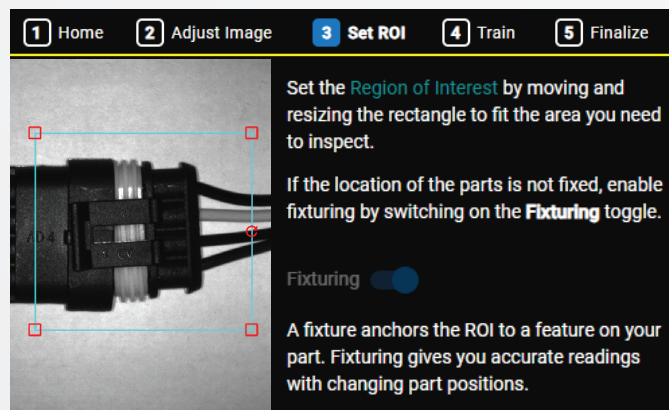 1 Home 2 Adjust Image 3 Set ROI 4 Train 5 Finalize
Set the Region of Interest by moving and
resizing the rectangle to fit the area you need
to inspect.
If the location of the parts is not fixed, enable
fixturing by switching on the Fixturing toggle.
Fixturing
A fixture anchors the ROI to a feature on your
part. Fixturing gives you accurate readings
with changing part positions.